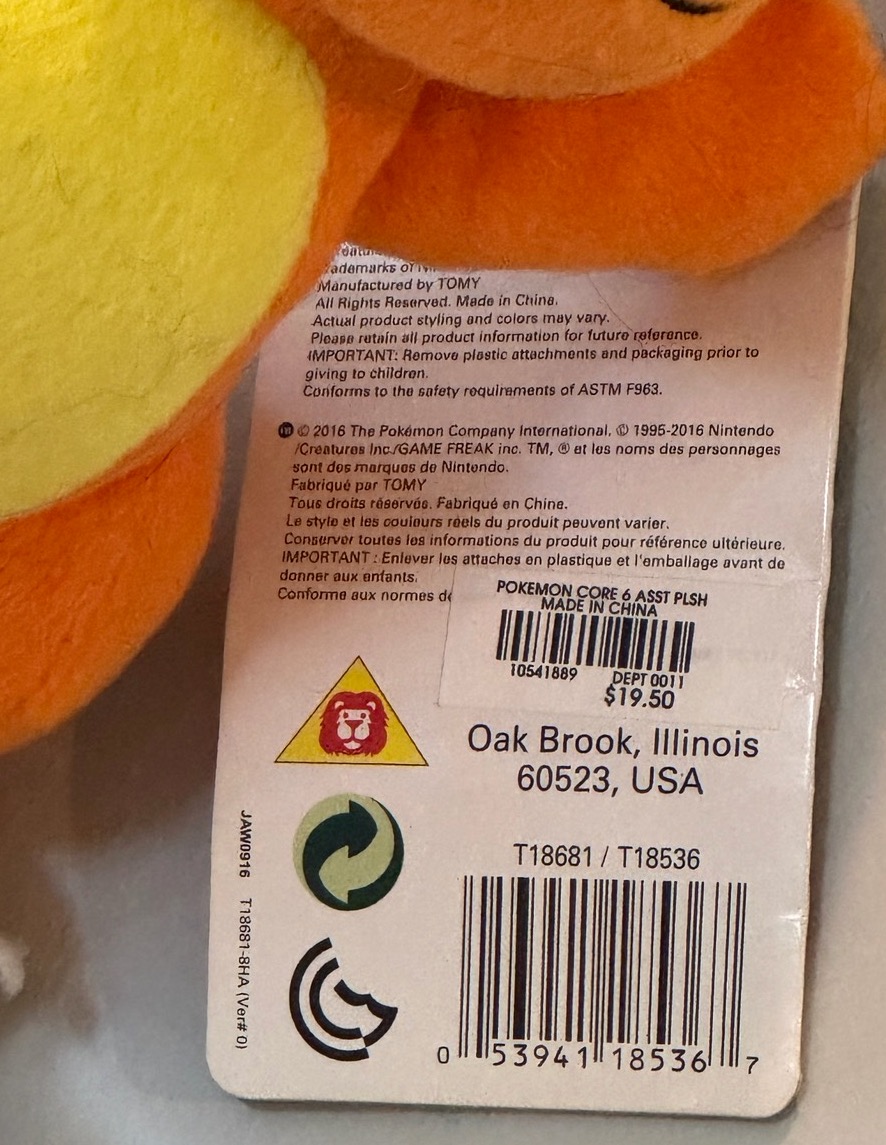 Manufactured by TOMY
All Rights Reserved. Made in China.
Actual product styling and colors may vary.
Please retain all product information for future reference.
IMPORTANT: Remove plastic attachments and packaging prior to
giving to children.
Conforms to the safety requirements of ASTM F963.
© 2016 The Pokémon Company International. © 1995-2016 Nintendo
/Creatures Inc./GAME FREAK inc. TM, ® et les noms des personnages
sont des marques de Nintendo.
Fabriqué par TOMY
Tous droits réservés. Fabriqué en Chine.
Le style et les couleurs réels du produit peuvent varier.
Conserver toutes les informations du produit pour référence ultérieure.
IMPORTANT : Enlever les attaches en plastique et l'emballage avant de
donner aux enfants.
Conforme aux normes
POKEMON CORE 6 ASST PLSH
MADE IN CHINA
10541889 DEPT 0011
$19.50
Oak Brook, Illinois
60523, USA
T18681 / T18536
0 53941 18536 7
JAW0916 T18681-8HA (Ver# 0)